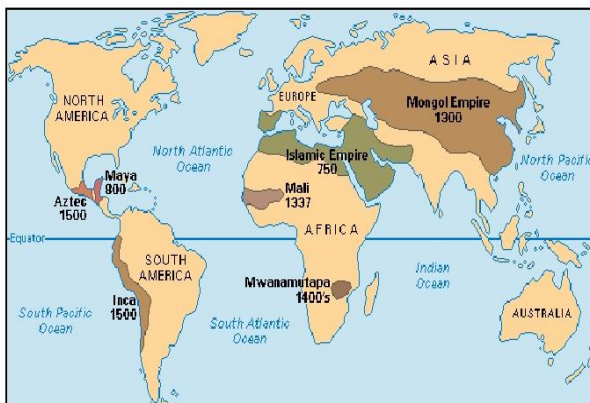 ASIA
EUROPE
NORTH
AMERICA
Mongol Empire
1300
North Atlantic
Ocean
Islamic Empire
750
North Pacific
Ocean
Maya
800
Aztec
1500
Mali
1337
AFRICA
Equator
SOUTH
AMERICA
Indian
Ocean
Mwanamutapa
1400's
Inca
1500
South Pacific
Ocean
South Atlantic
Ocean
AUSTRALIA